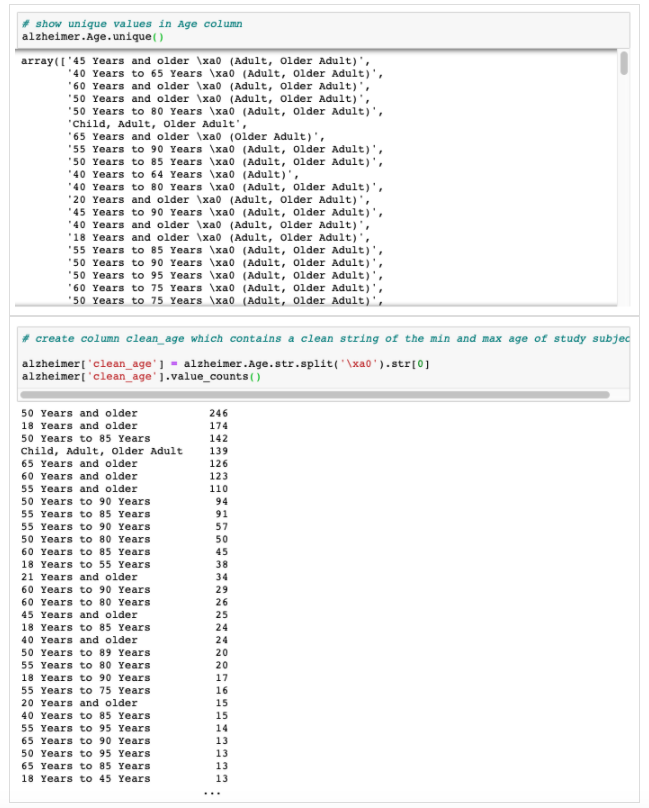 # show unique values in Age column
alzheimer.Age.unique()
array(['45 Years and older \xa0 (Adult, Older Adult)',
'40 Years to 65 Years \xa0 (Adult, Older Adult)',
'60 Years and older \xa0 (Adult, Older Adult)',
'50 Years and older \xa0 (Adult, Older Adult)',
'50 Years to 80 Years \xa0 (Adult, Older Adult)',
'Child, Adult, Older Adult',
'65 Years and older \xa0 (Older Adult)',
'55 Years to 90 Years \xa0 (Adult, Older Adult)',
'50 Years to 85 Years \xa0 (Adult, Older Adult)',
'40 Years to 64 Years \xa0 (Adult)',
'40 Years to 80 Years \xa0 (Adult, Older Adult)',
'20 Years and older \xa0 (Adult, Older Adult)',
'45 Years to 90 Years \xa0 (Adult, Older Adult)',
'40 Years and older \xa0 (Adult, Older Adult)',
'18 Years and older \xa0 (Adult, Older Adult)',
'55 Years to 85 Years \xa0 (Adult, Older Adult)',
'50 Years to 90 Years \xa0 (Adult, Older Adult)',
'50 Years to 95 Years \xa0 (Adult, Older Adult)',
'60 Years to 75 Years \xa0 (Adult, Older Adult)',
'50 Years to 75 Years \xa0 (Adult, Older Adult)',
# create column clean_age which contains a clean string of the min and max age of study subjec
alzheimer['clean_age'] = alzheimer.Age.str.split('\xa0').str[0]
alzheimer['clean_age'].value_counts()
50 Years and older 246
18 Years and older 174
50 Years to 85 Years 142
Child, Adult, Older Adult 139
65 Years and older 126
60 Years and older 123
55 Years and older 110
50 Years to 90 Years 94
55 Years to 85 Years 91
55 Years to 90 Years 57
50 Years to 80 Years 50
60 Years to 85 Years 45
18 Years to 55 Years 38
21 Years and older 34
60 Years to 90 Years 29
60 Years to 80 Years 26
45 Years and older 25
18 Years to 85 Years 24
40 Years and older 24
50 Years to 89 Years 20
55 Years to 80 Years 20
18 Years to 90 Years 17
55 Years to 75 Years 16
20 Years and older 15
40 Years to 85 Years 15
55 Years to 95 Years 14
65 Years to 90 Years 13
50 Years to 95 Years 13
65 Years to 85 Years 13
18 Years to 45 Years 13
...